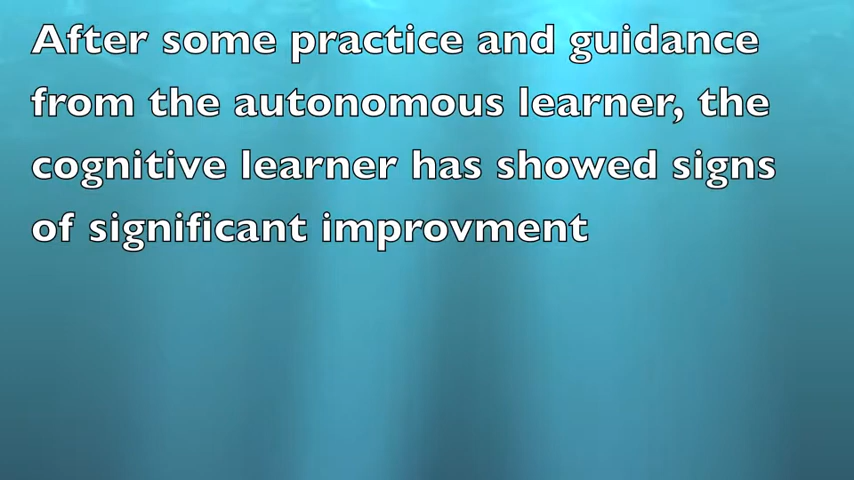 After some practice and guidance
from the autonomous learner, the
cognitive learner has showed signs
of significant improvment